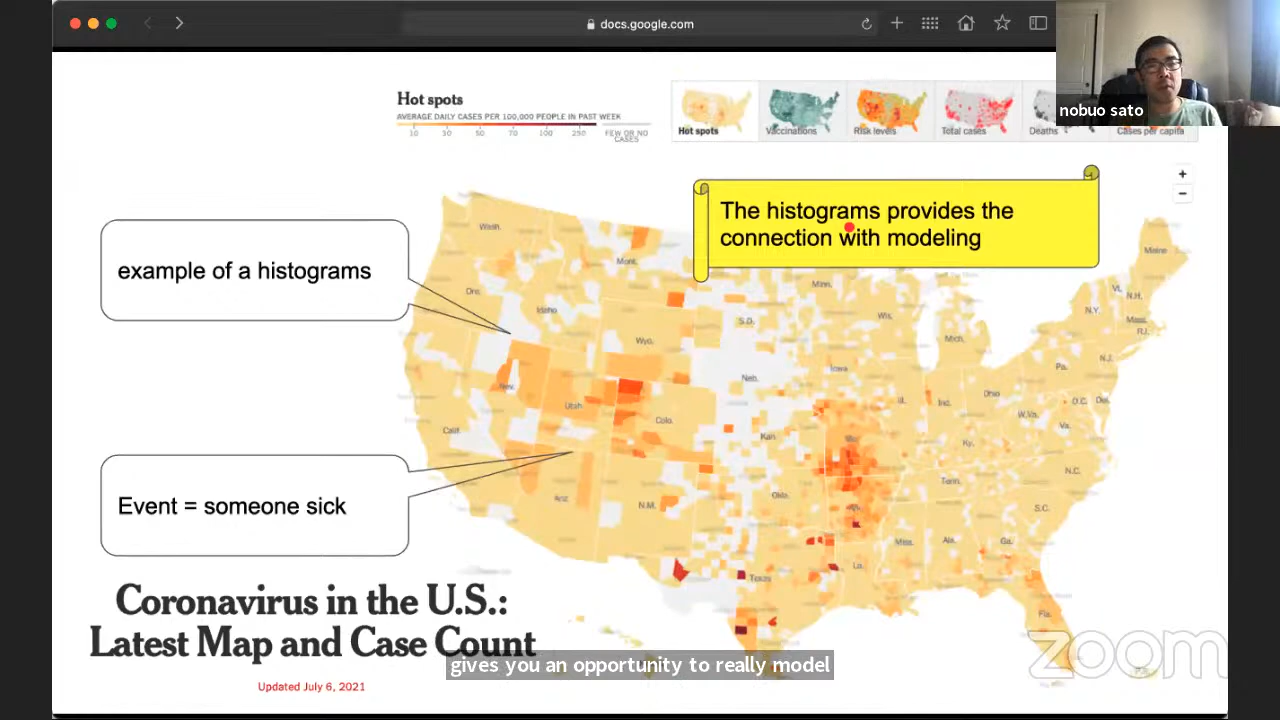 docs.google.com
nobuo sato
Hot spots
AVERAGE DAILY CASES PER 100,000 PEOPLE IN PAST WEEK
10 30 50 70 100 250 FEW OR NO
CASES
Hot spots Vaccinations Risk levels Total cases Deaths Cases per capita
The histograms provides the
connection with modeling
+
−
example of a histograms
Event = someone sick
Wash.
Mont.
Ore.
Idaho
Wyo.
S.D.
Minn.
Wis.
Mich.
Maine
Vt.
N.H.
N.Y.
Mass.
R.I.
Nev.
Utah
Colo.
Neb.
Iowa
Ill.
Ind.
Ohio
Pa.
N.J.
D.C.
Del.
W.Va.
Va.
Calif.
Kan.
Ky.
N.C.
Tenn.
Ariz.
N.M.
Okla.
S.C.
Miss.
Ala.
Ga.
Texas
La.
Fla.
Coronavirus in the U.S.:
Latest Map and Case Count
Updated July 6, 2021
gives you an opportunity to really model
zoom